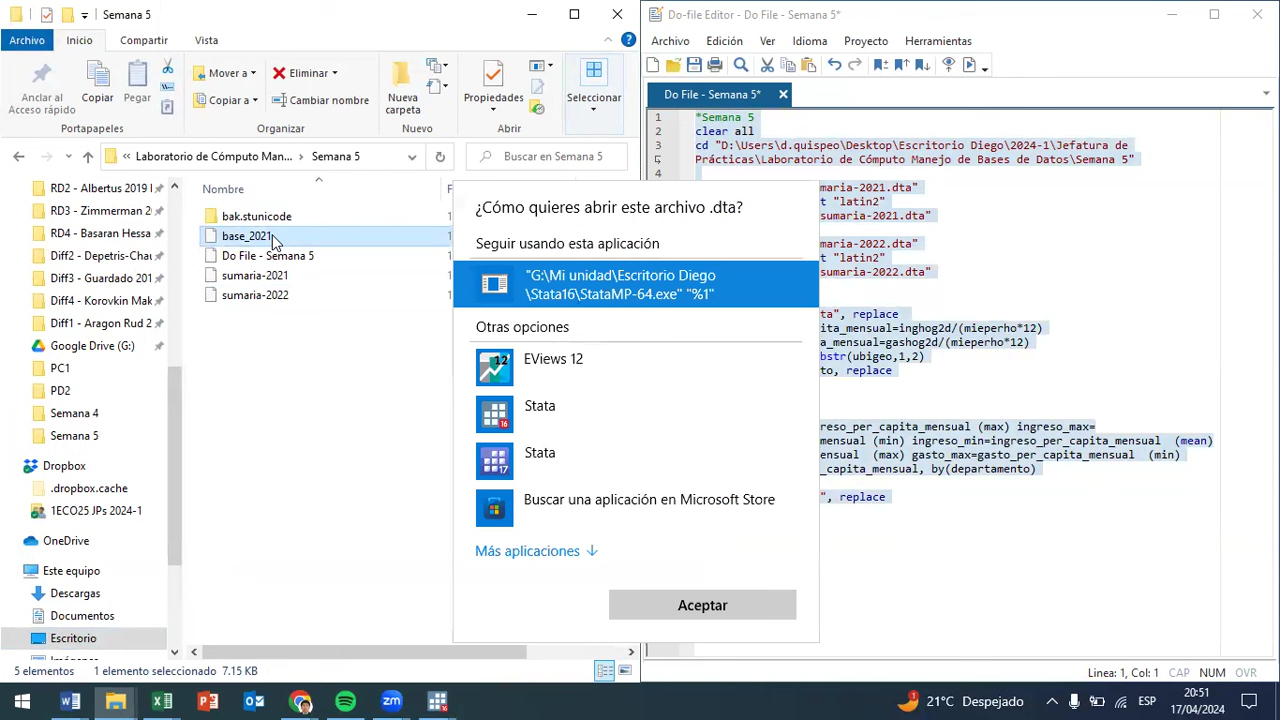 Semana 5
Archivo
Inicio
Compartir
Vista
Anclar al
Acceso rápido
Copiar
Pegar
Mover a
Copiar a
Eliminar
Cambiar nombre
Nueva
carpeta
Propiedades
Seleccionar
Portapapeles
Organizar
Nuevo
Abrir
« Laboratorio de Cómputo Man... > Semana 5
Buscar en Semana 5
RD2 - Albertus 2019
RD3 - Zimmerman 2
RD4 - Basaran Hessa
Diff2 - Depetris-Chau
Diff3 - Guardado 201
Diff4 - Korovkin Mak
Diff1 - Aragon Rud 2
Google Drive (G:)
PC1
PD2
Semana 4
Semana 5
Dropbox
.dropbox.cache
1ECO25 JPs 2024-1
OneDrive
Este equipo
Descargas
Documentos
Escritorio
Nombre
bak.stunicode
base_2021
Do File - Semana 5
sumaria-2021
sumaria-2022
5 elementos
1 elemento seleccionado 7.15 KB
¿Cómo quieres abrir este archivo .dta?
Seguir usando esta aplicación
"G:\Mi unidad\Escritorio Diego
\Stata16\StataMP-64.exe" "%1"
Otras opciones
EViews 12
Stata
Stata
Buscar una aplicación en Microsoft Store
Más aplicaciones
Aceptar
Do-file Editor - Do File - Semana 5*
Archivo
Edición
Ver
Idioma
Proyecto
Herramientas
Do File - Semana 5*
1 *Semana 5
2 clear all
3 cd "D:\Users\d.quispeo\Desktop\Escritorio Diego\2024-1\Jefatura de
Prácticas\Laboratorio de Cómputo Manejo de Bases de Datos\Semana 5"
4
sumaria-2021.dta"
t "latin2"
sumaria-2021.dta"
sumaria-2022.dta"
t "latin2"
sumaria-2022.dta"
ta", replace
ita_mensual=inghog2d/(mieperho*12)
a_mensual=gashog2d/(mieperho*12)
bstr(ubigeo,1,2)
to, replace
reso_per_capita_mensual (max) ingreso_max=
mensual (min) ingreso_min=ingreso_per_capita_mensual (mean)
ensual (max) gasto_max=gasto_per_capita_mensual (min)
_capita_mensual, by(departamento)
", replace
Línea: 1, Col: 1
CAP
NUM
OVR
21°C Despejado
ESP
20:51
17/04/2024